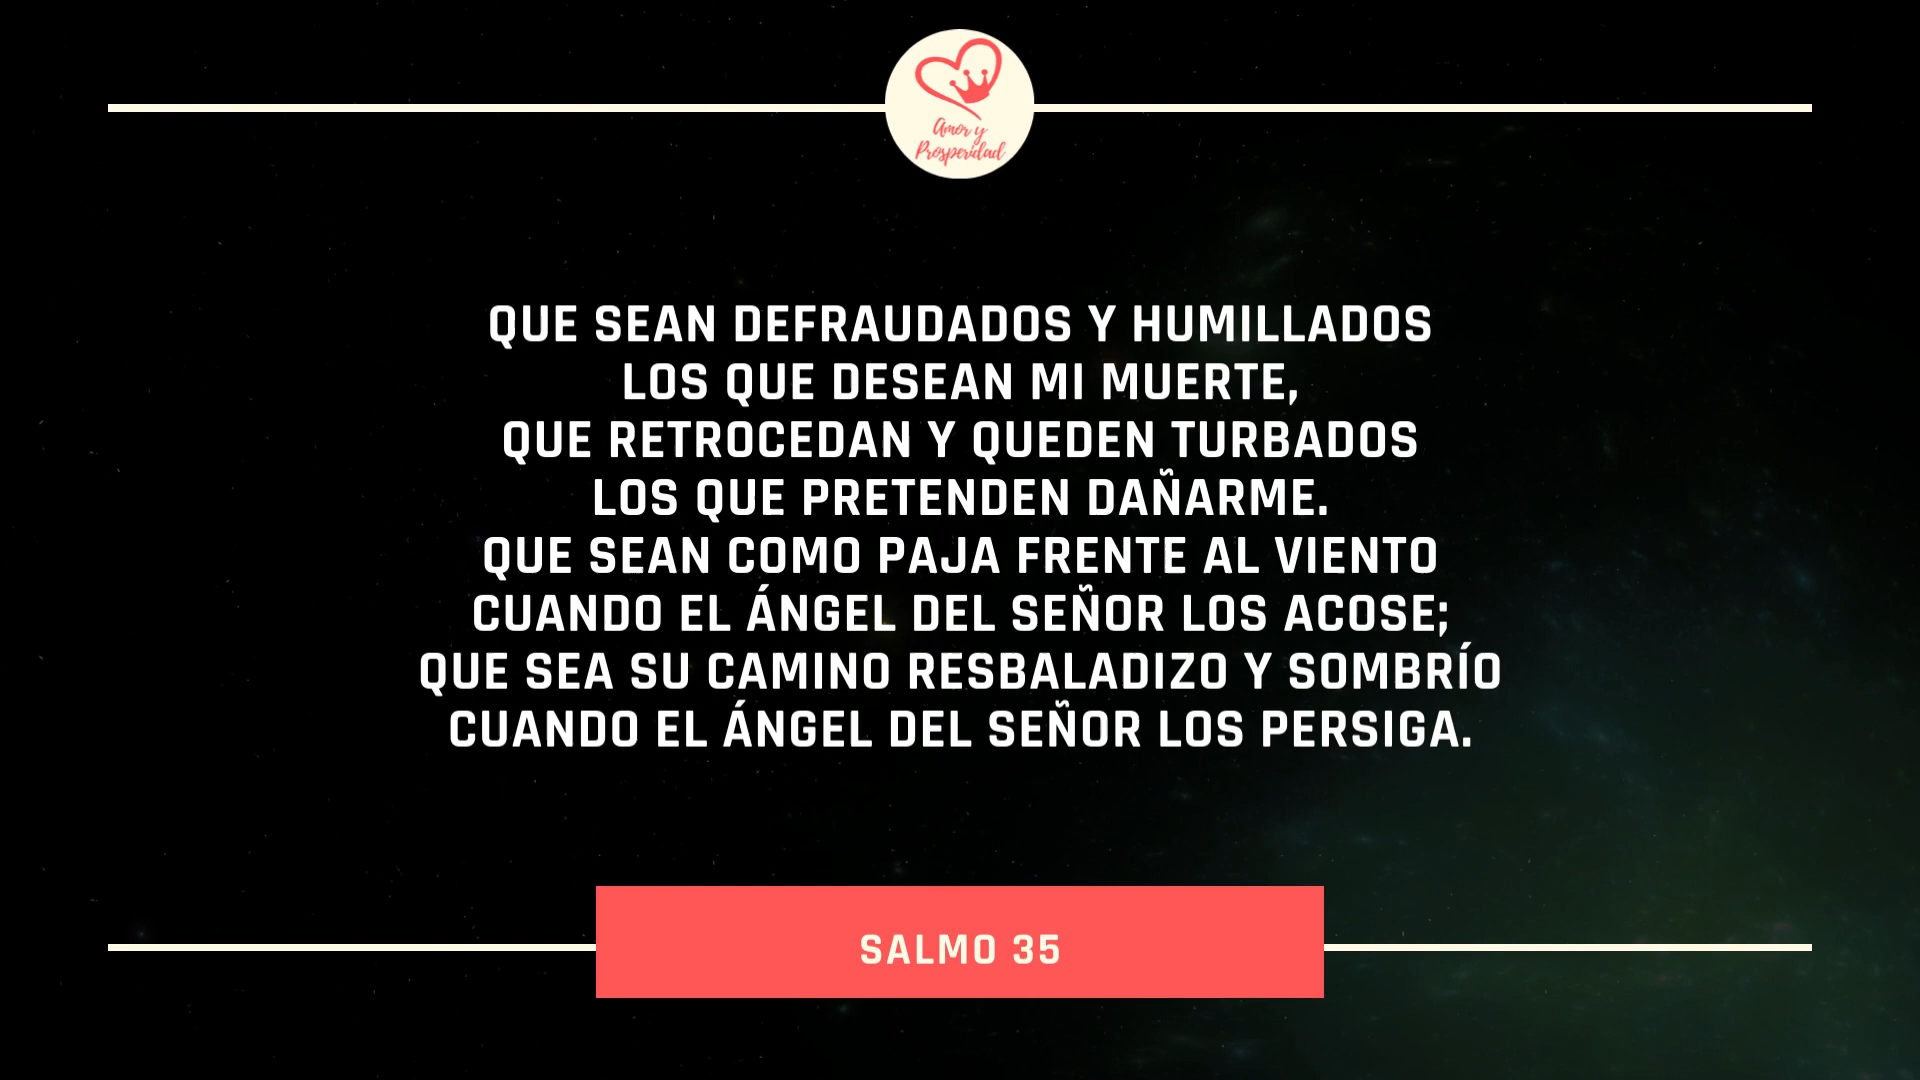 Amor y
Prosperidad
QUE SEAN DEFRAUDADOS Y HUMILLADOS
LOS QUE DESEAN MI MUERTE,
QUE RETROCEDAN Y QUEDEN TURBADOS
LOS QUE PRETENDEN DAÑARME.
QUE SEAN COMO PAJA FRENTE AL VIENTO
CUANDO EL ÁNGEL DEL SEÑOR LOS ACOSE;
QUE SEA SU CAMINO RESBALADIZO Y SOMBRÍO
CUANDO EL ÁNGEL DEL SEÑOR LOS PERSIGA.
SALMO 35